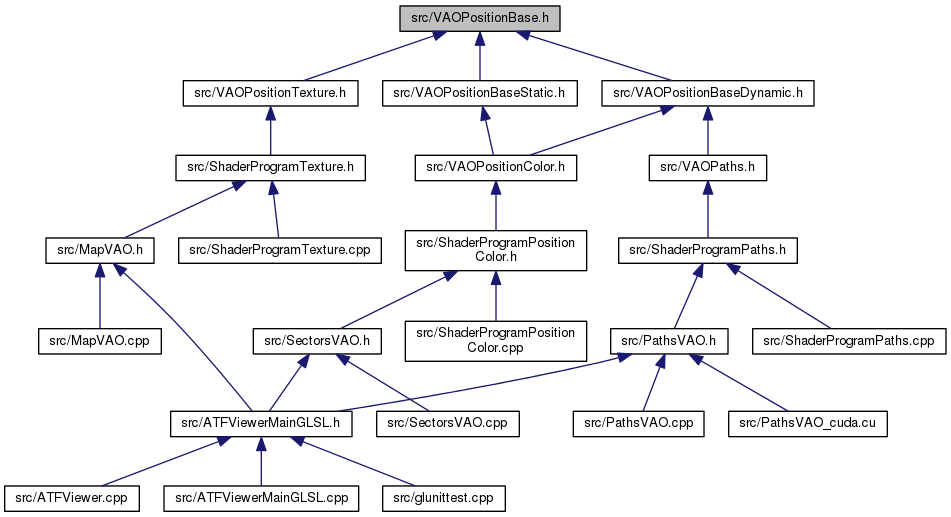 src/VAOPositionBase.h
src/VAOPositionTexture.h
src/VAOPositionBaseStatic.h
src/VAOPositionBaseDynamic.h
src/ShaderProgramTexture.h
src/VAOPositionColor.h
src/VAOPaths.h
src/MapVAO.h
src/ShaderProgramTexture.cpp
src/ShaderProgramPosition
Color.h
src/ShaderProgramPaths.h
src/MapVAO.cpp
src/SectorsVAO.h
src/ShaderProgramPosition
Color.cpp
src/PathsVAO.h
src/ShaderProgramPaths.cpp
src/ATFViewerMainGLSL.h
src/SectorsVAO.cpp
src/PathsVAO.cpp
src/PathsVAO_cuda.cu
src/ATFViewer.cpp
src/ATFViewerMainGLSL.cpp
src/glunittest.cpp